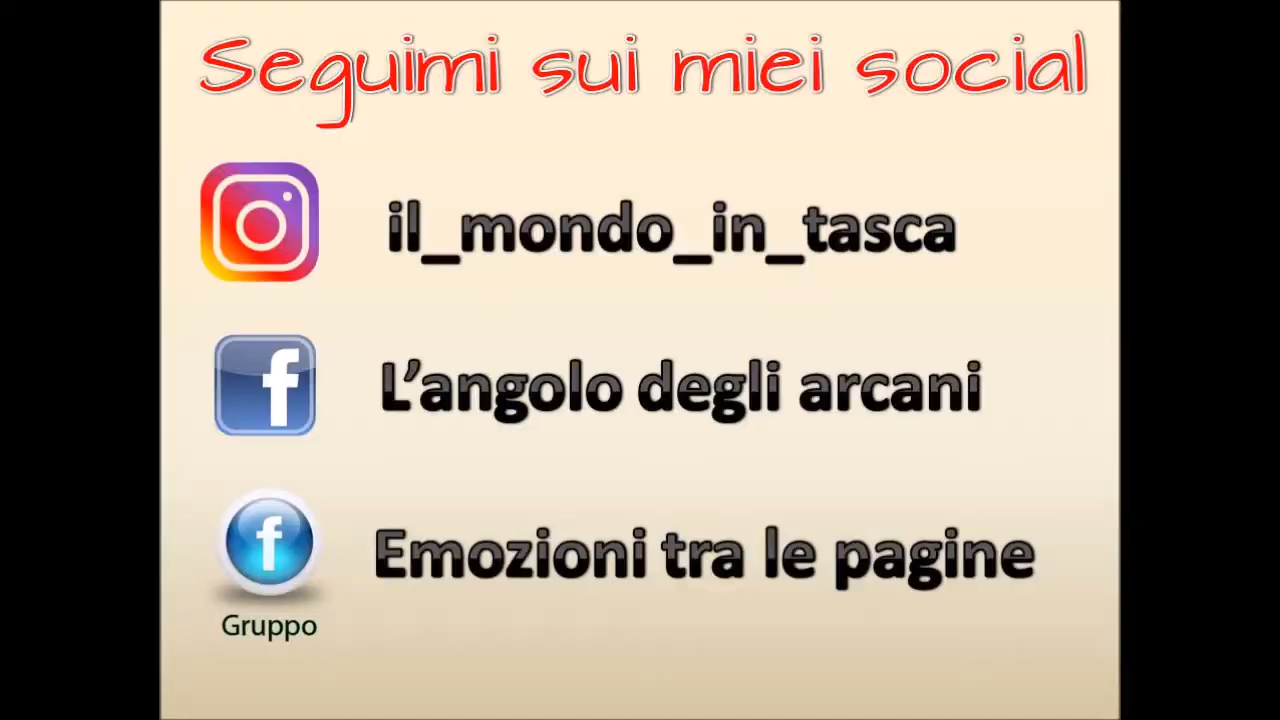 Seguimi sui miei social
il_mondo_in_tasca
L’angolo degli arcani
Emozioni tra le pagine
Gruppo